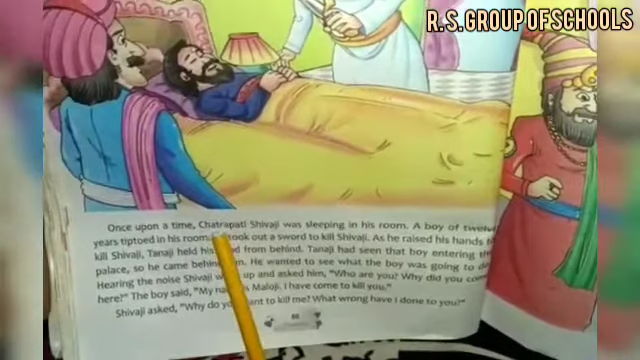 R. S. GROUP OF SCHOOLS
Once upon a time, Chatrapati Shivaji was sleeping in his room. A boy of twelve
years tiptoed in his room. took out a sword to kill Shivaji. As he raised his hands
kill Shivaji, Tanaji held from behind. Tanaji had seen that boy entering
palace, so he came behind. He wanted to see what the boy was going to
Hearing the noise Shivaji up and asked him, "Who are you? Why did you come
here?" The boy said, "My is Maloji. I have come to kill you."
Shivaji asked, "Why do want to kill me? What wrong have I done to you?"